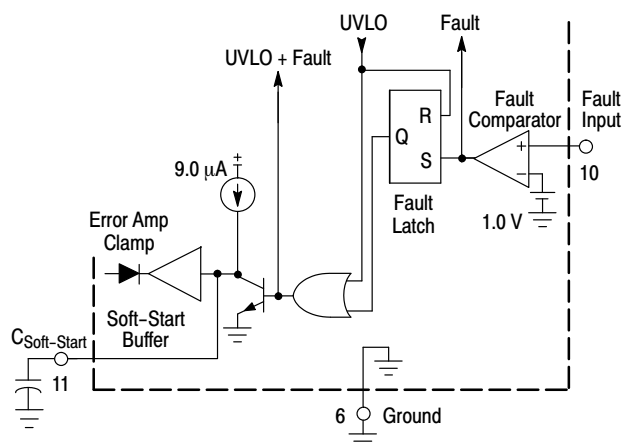 UVLO
Fault
UVLO + Fault
R
Q
S
Fault
Comparator
Fault
Input
+
−
10
9.0 µA
+
Fault
Latch
1.0 V
Error Amp
Clamp
Soft−Start
Buffer
CSoft−Start
11
6
Ground